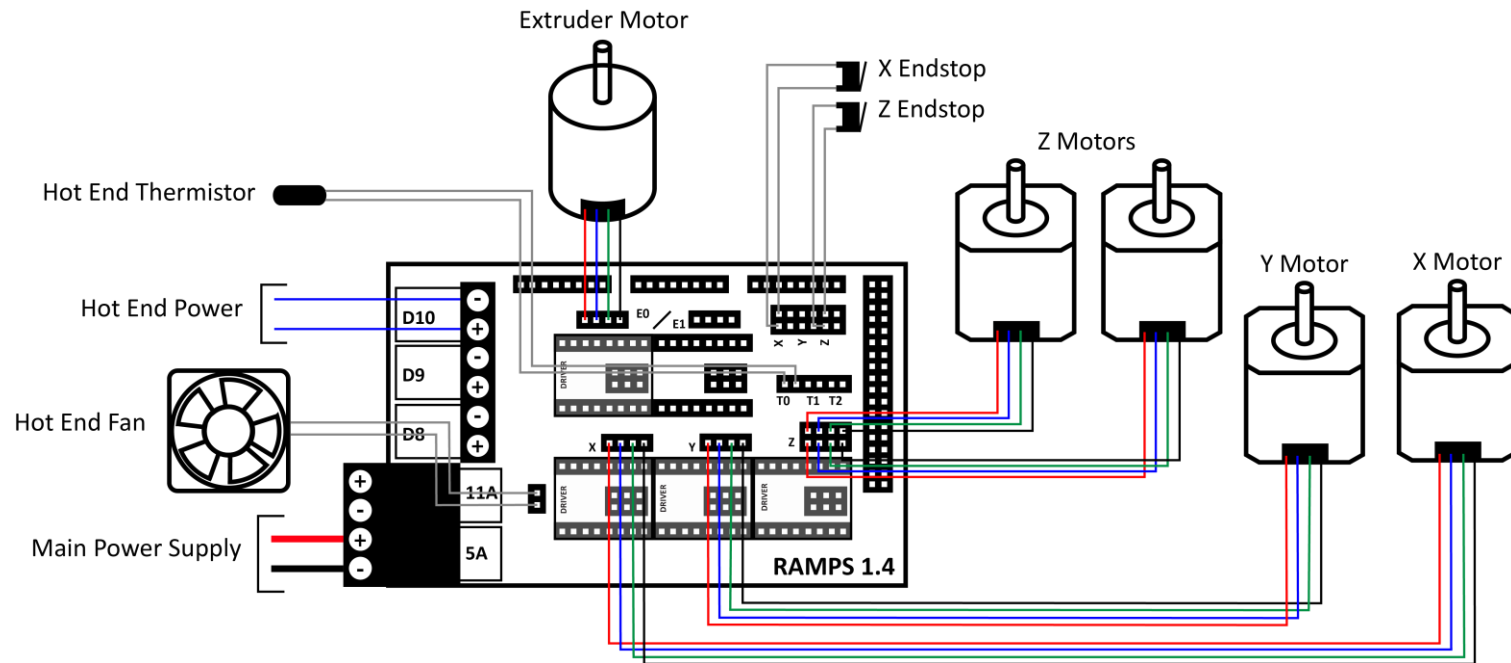 Extruder Motor
X Endstop
Z Endstop
Z Motors
Hot End Thermistor
Y Motor
X Motor
Hot End Power
D10
-
+
E0
E1
X
Y
Z
D9
-
+
DRIVER
T0
T1
T2
Hot End Fan
D8
-
+
X
Y
Z
+
-
11A
DRIVER
DRIVER
DRIVER
Main Power Supply
+
-
5A
RAMPS 1.4